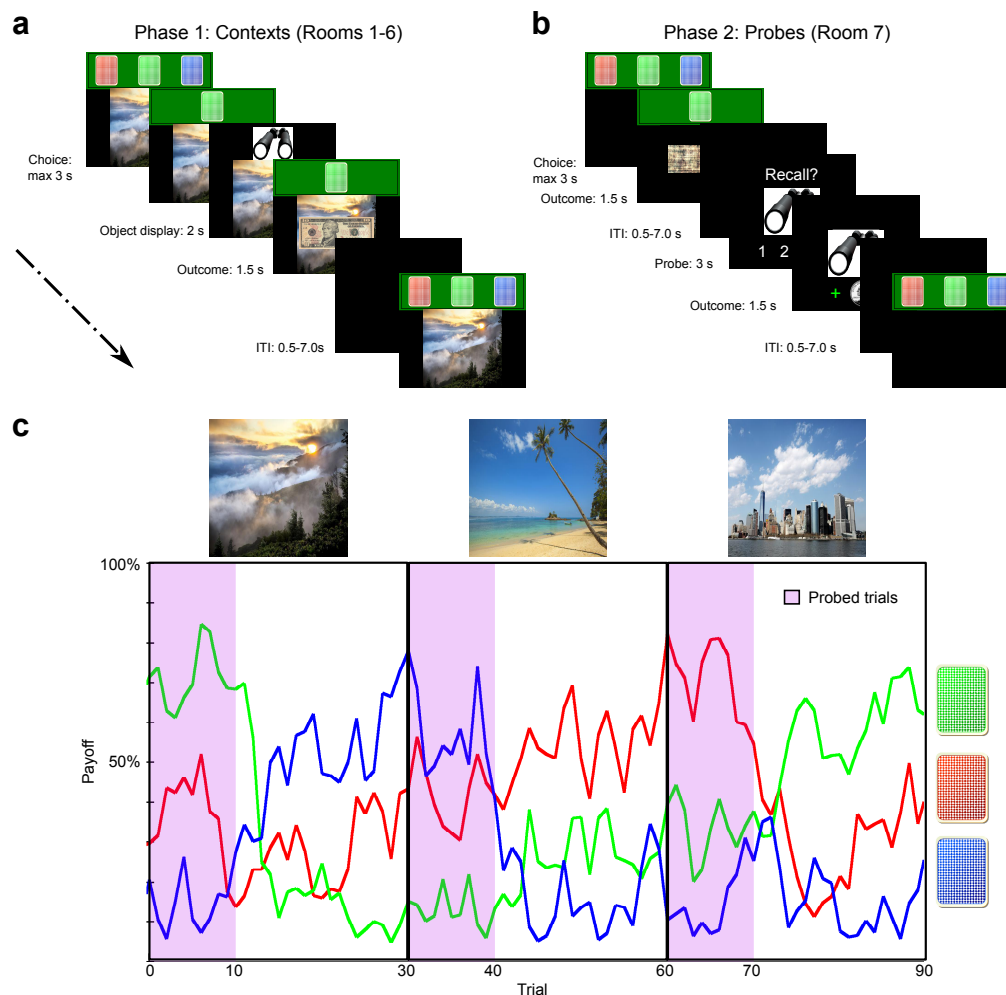 a
Phase 1: Contexts (Rooms 1-6)
Choice:
max 3 s
Object display: 2 s
Outcome: 1.5 s
ITI: 0.5-7.0s
b
Phase 2: Probes (Room 7)
Choice:
max 3 s
Outcome: 1.5 s
Recall?
ITI: 0.5-7.0 s
1 2
Probe: 3 s
+
Outcome: 1.5 s
ITI: 0.5-7.0 s
c
100%
Probed trials
50%
Payoff
0 10 30 40 60 70 90
Trial